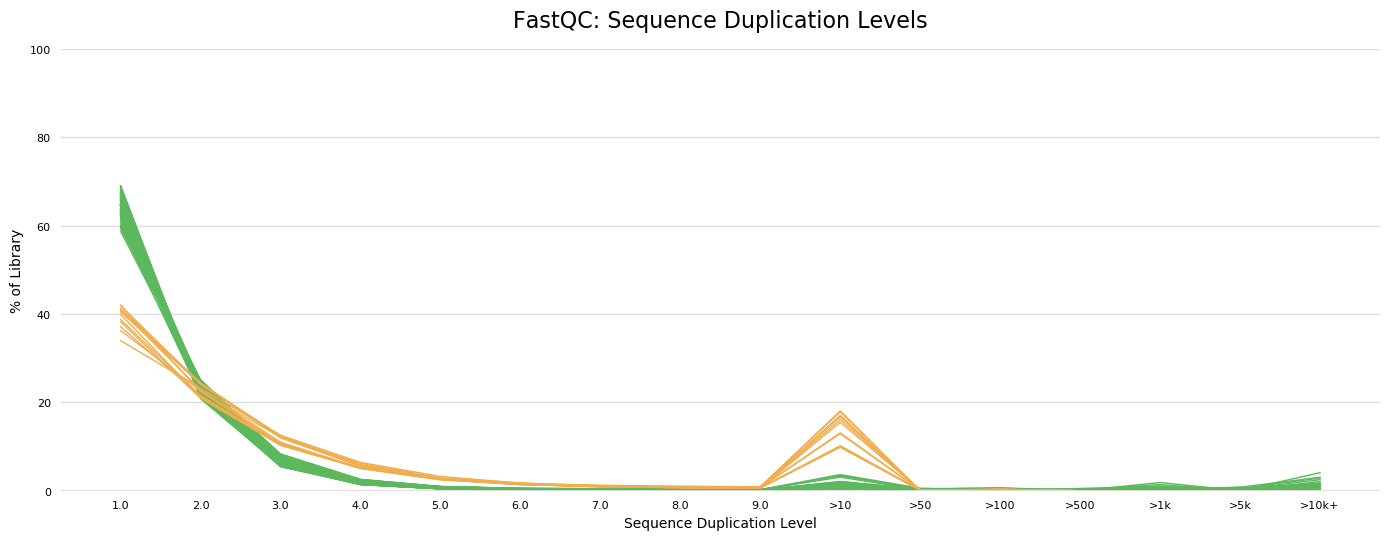 FastQC: Sequence Duplication Levels
100
80
60
40
20
0
% of Library
1.0 2.0 3.0 4.0 5.0 6.0 7.0 8.0 9.0 >10 >50 >100 >500 >1k >5k >10k+
Sequence Duplication Level